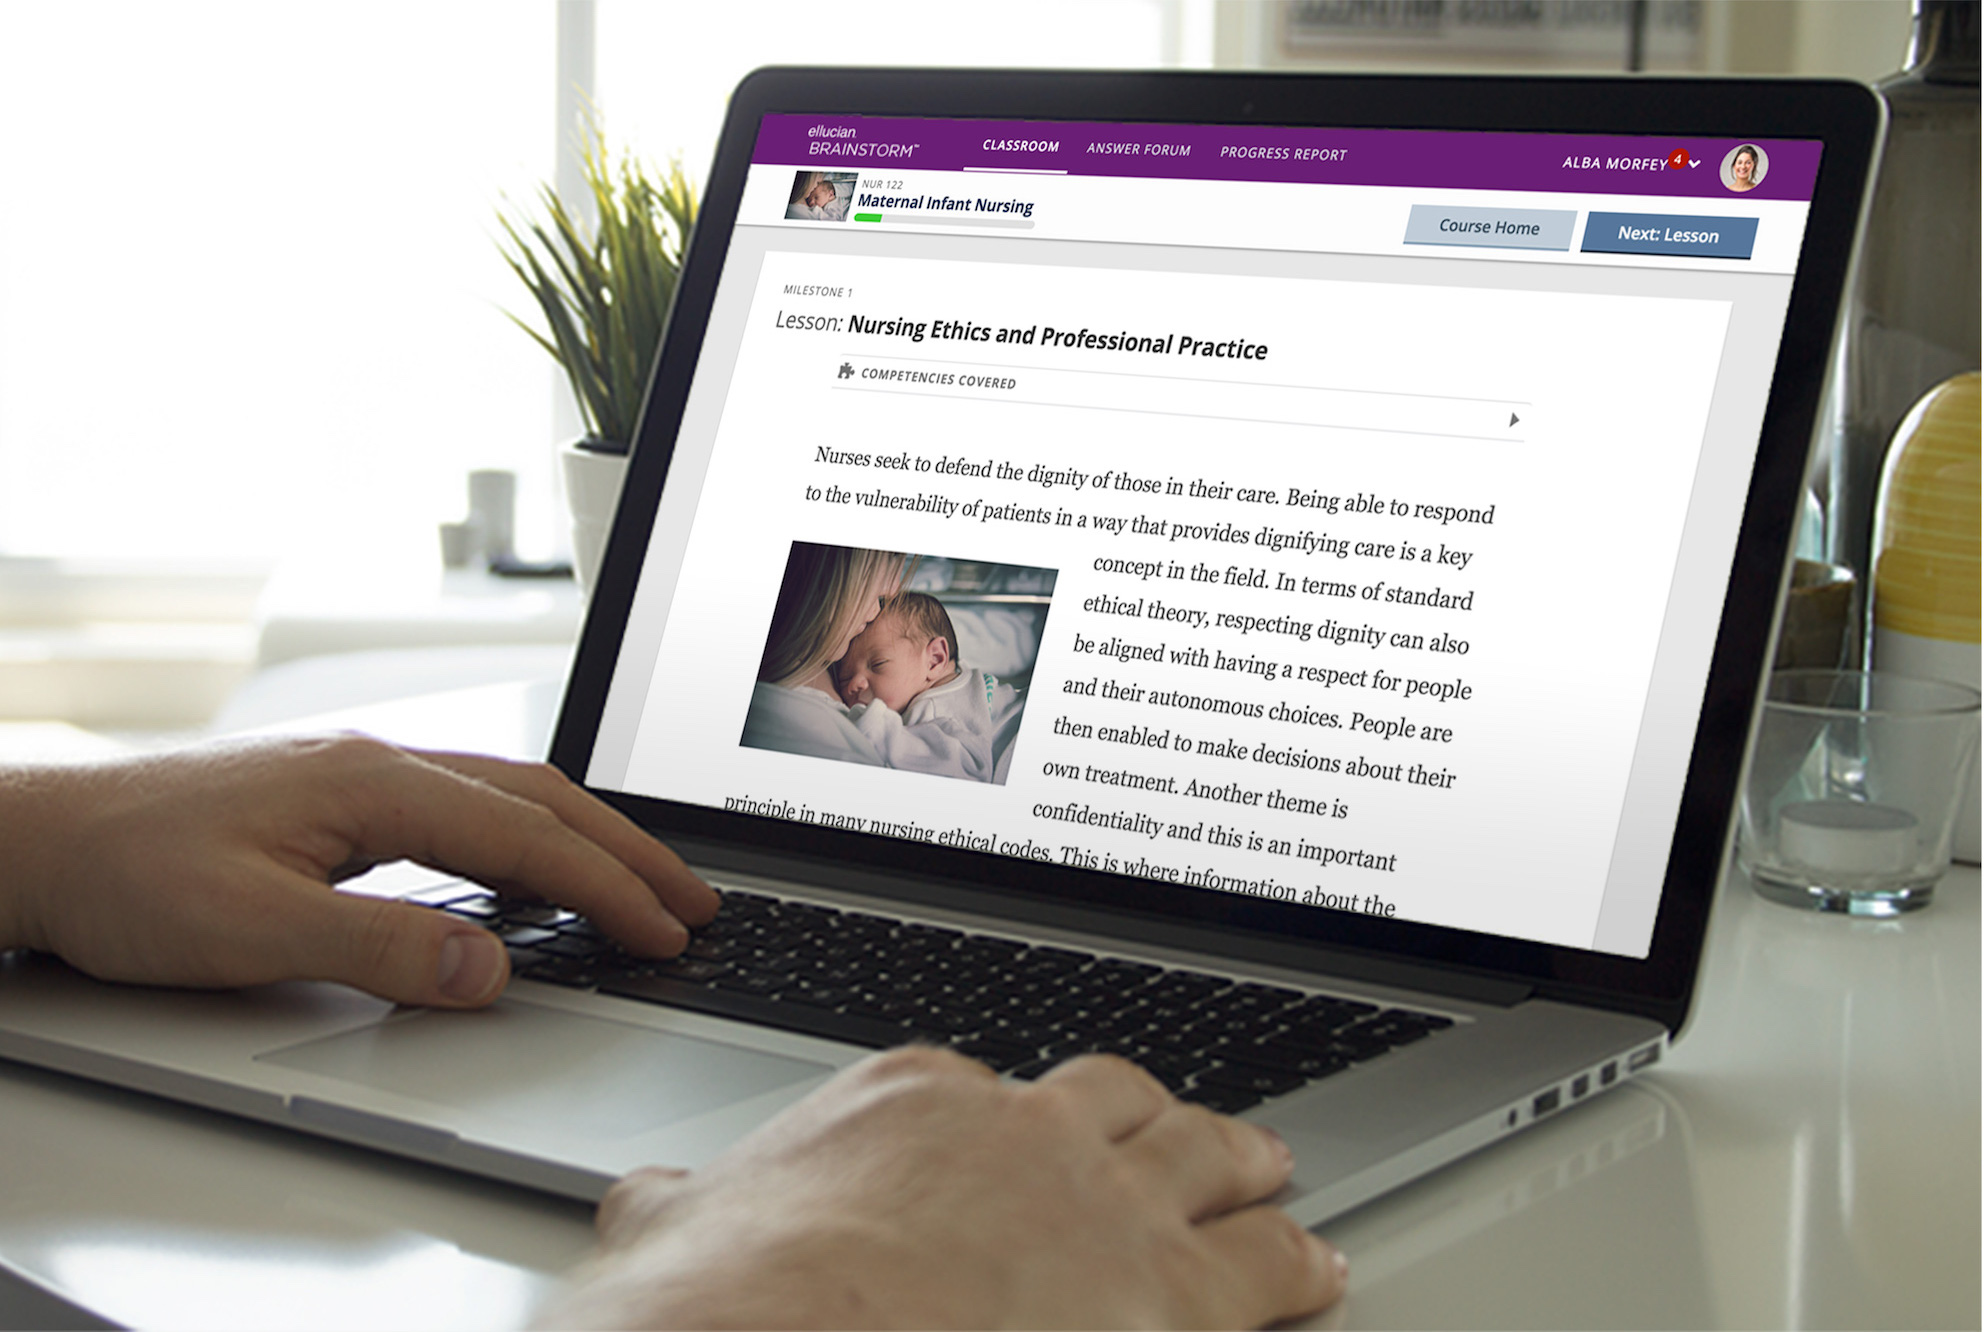 ellucian
BRAINSTORM™
CLASSROOM
ANSWER FORUM
PROGRESS REPORT
ALBA MORFEY
4
NUR 122
Maternal Infant Nursing
Course Home
Next: Lesson
MILESTONE 1
Lesson: Nursing Ethics and Professional Practice
COMPETENCIES COVERED
Nurses seek to defend the dignity of those in their care. Being able to respond
to the vulnerability of patients in a way that provides dignifying care is a key
concept in the field. In terms of standard
ethical theory, respecting dignity can also
be aligned with having a respect for people
and their autonomous choices. People are
then enabled to make decisions about their
own treatment. Another theme is
confidentiality and this is an important
principle in many nursing ethical codes. This is where information about the